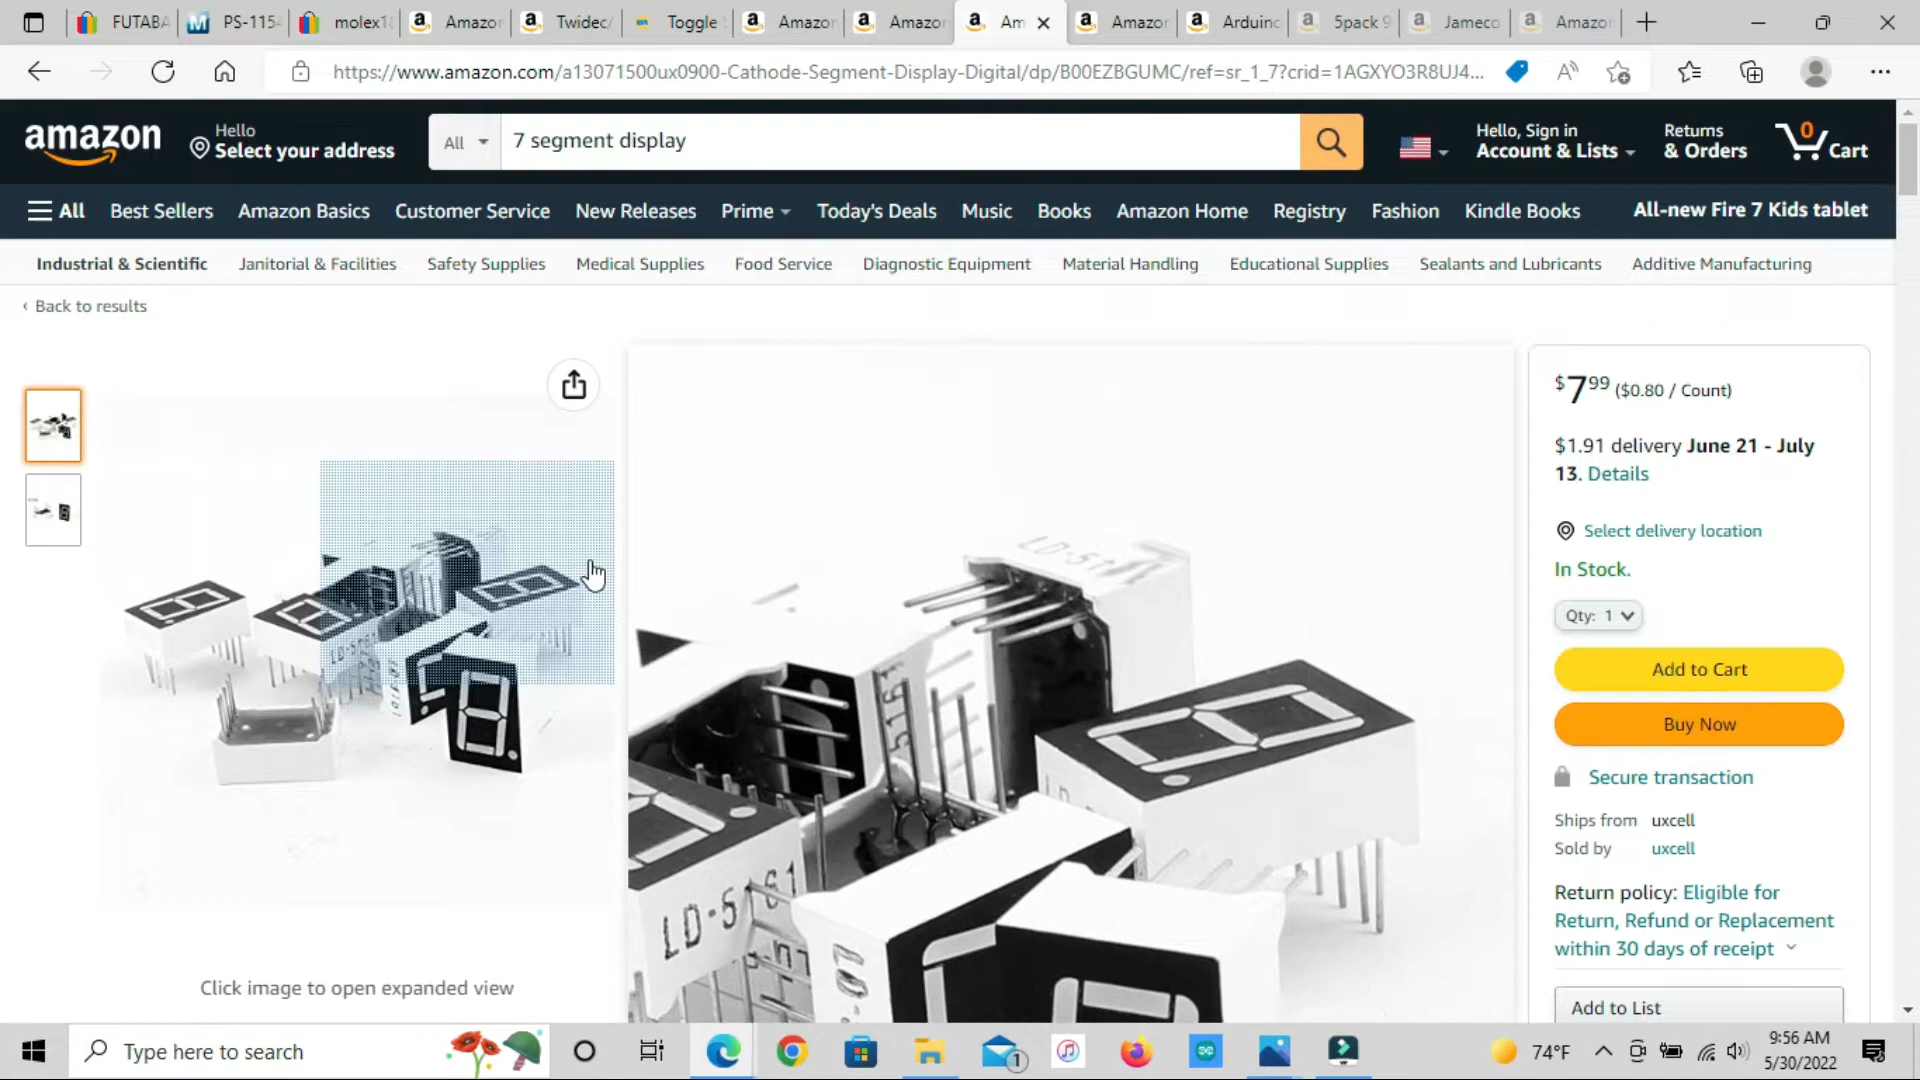 FUTABA
PS-1154
molex1
Amazon
Twidec/
Toggle
Amazon
Amazon
Am
Amazon
Arduino
5pack 9
Jameco
Amazon
https://www.amazon.com/a13071500ux0900-Cathode-Segment-Display-Digital/dp/B00EZBGUMC/ref=sr_1_7?crid=1AGXYO3R8UJ4...
amazon
Hello
Select your address
All
7 segment display
Hello, Sign in
Account & Lists
Returns
& Orders
0
Cart
All
Best Sellers
Amazon Basics
Customer Service
New Releases
Prime
Today's Deals
Music
Books
Amazon Home
Registry
Fashion
Kindle Books
All-new Fire 7 Kids tablet
Industrial & Scientific
Janitorial & Facilities
Safety Supplies
Medical Supplies
Food Service
Diagnostic Equipment
Material Handling
Educational Supplies
Sealants and Lubricants
Additive Manufacturing
‹ Back to results
$7.99 ($0.80 / Count)
$1.91 delivery June 21 - July
13. Details
Select delivery location
In Stock.
Qty: 1
Add to Cart
Buy Now
Secure transaction
Ships from uxcell
Sold by uxcell
Return policy: Eligible for
Return, Refund or Replacement
within 30 days of receipt
Add to List
LD-5161
5161
Click image to open expanded view
Type here to search
1
74°F
9:56 AM
5/30/2022